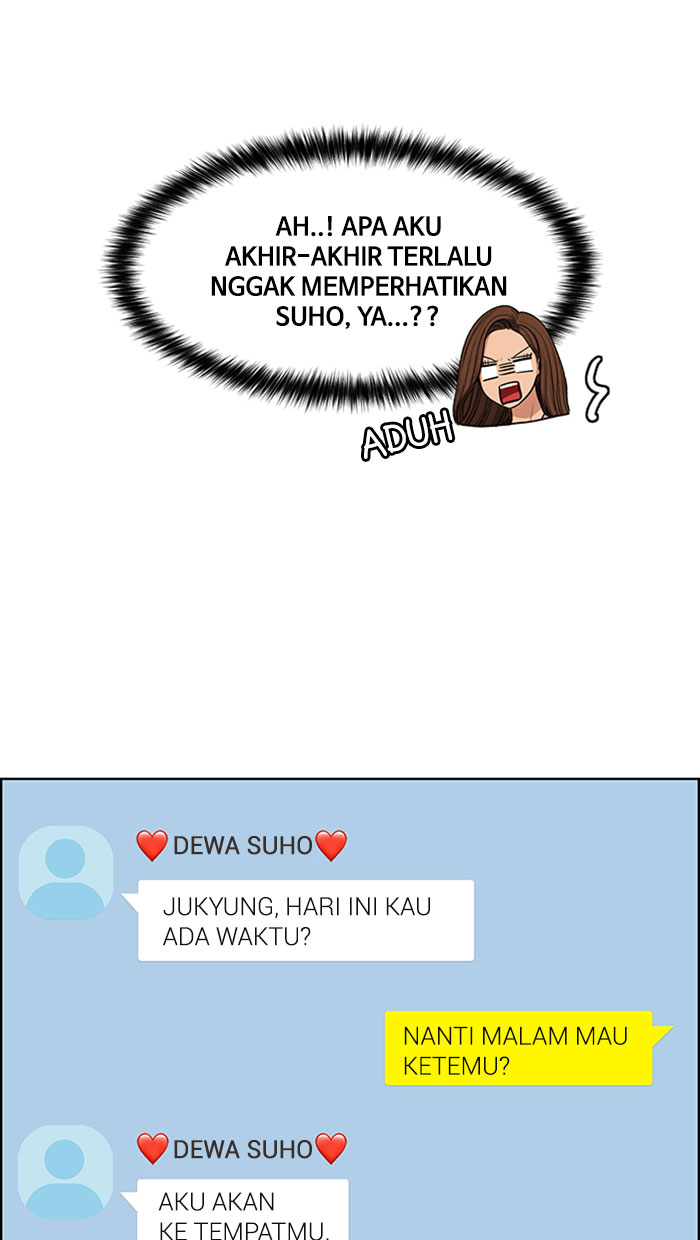 AH..! APA AKU
AKHIR-AKHIR TERLALU
NGGAK MEMPERHATIKAN
SUHO, YA...??
ADUH
❤️DEWA SUHO❤️
JUKYUNG, HARI INI KAU
ADA WAKTU?
NANTI MALAM MAU
KETEMU?
❤️DEWA SUHO❤️
AKU AKAN
KE TEMPATMU.